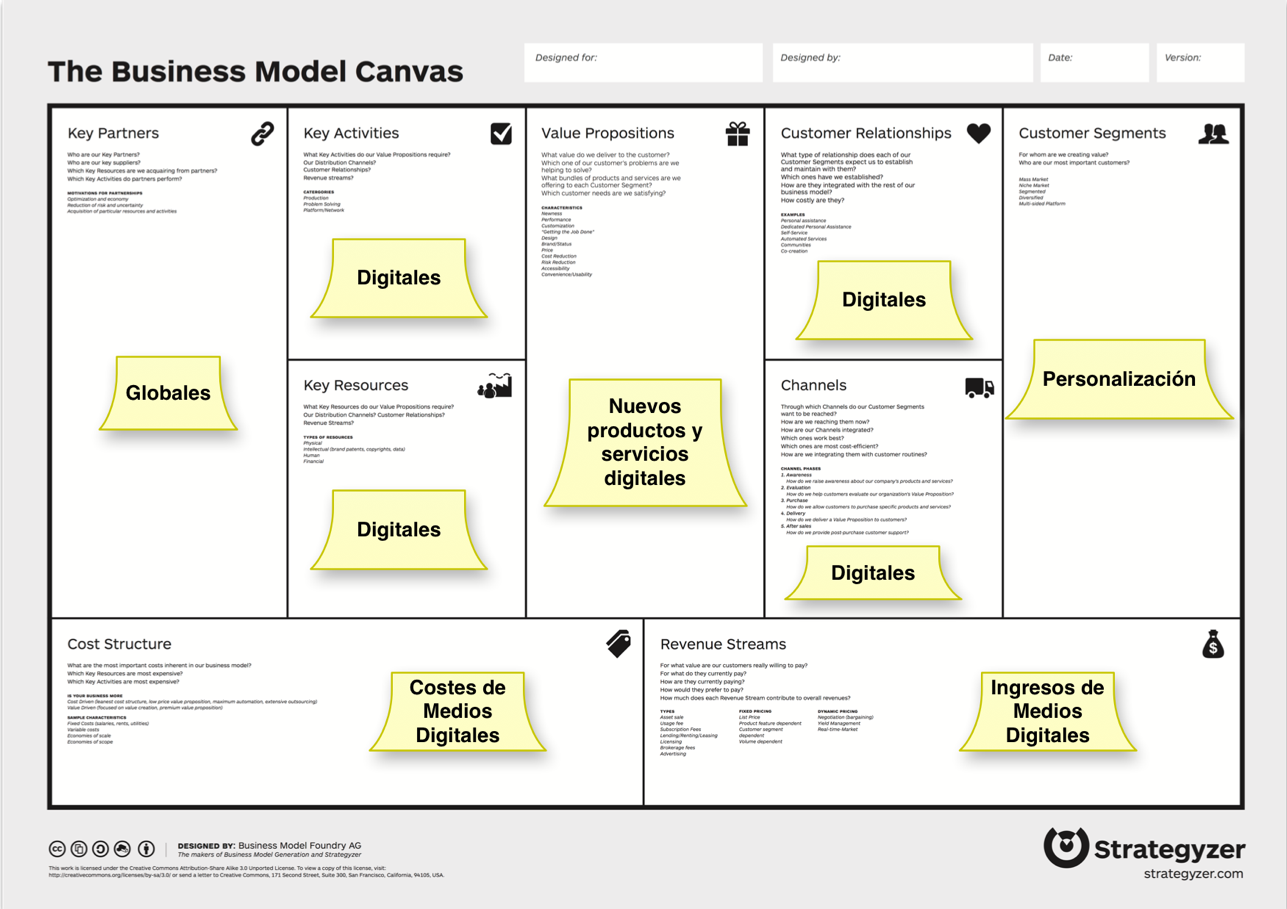 The Business Model Canvas
Designed for:
Designed by:
Date:
Version:
Key Partners
Who are our Key Partners?
Who are our key suppliers?
Which Key Resources are we acquairing from partners?
Which Key Activities do partners perform?
MOTIVATIONS FOR PARTNERSHIPS
Optimization and economy
Reduction of risk and uncertainty
Acquisition of particular resources and activities
Globales
Key Activities
What Key Activities do our Value Propositions require?
Our Distribution Channels?
Customer Relationships?
Revenue streams?
CATERGORIES
Production
Problem Solving
Platform/Network
Digitales
Key Resources
What Key Resources do our Value Propositions require?
Our Distribution Channels? Customer Relationships?
Revenue Streams?
TYPES OF RESOURCES
Physical
Intellectual (brand patents, copyrights, data)
Human
Financial
Digitales
Value Propositions
What value do we deliver to the customer?
Which one of our customer's problems are we
helping to solve?
What bundles of products and services are we
offering to each Customer Segment?
Which customer needs are we satisfying?
CHARACTERISTICS
Newness
Performance
Customization
"Getting the Job Done"
Design
Brand/Status
Price
Cost Reduction
Risk Reduction
Accessibility
Convenience/Usability
Nuevos
productos y
servicios
digitales
Customer Relationships
What type of relationship does each of our
Customer Segments expect us to establish
and maintain with them?
Which ones have we established?
How are they integrated with the rest of our
business model?
How costly are they?
EXAMPLES
Personal assistance
Dedicated Personal Assistance
Self-Service
Automated Services
Communities
Co-creation
Digitales
Channels
Through which Channels do our Customer Segments
want to be reached?
How are we reaching them now?
How are our Channels integrated?
Which ones work best?
Which ones are most cost-efficient?
How are we integrating them with customer routines?
CHANNEL PHASES
1. Awareness
How do we raise awareness about our company's products and services?
2. Evaluation
How do we help customers evaluate our organization's Value Proposition?
3. Purchase
How do we allow customers to purchase specific products and services?
4. Delivery
How do we deliver a Value Proposition to customers?
5. After sales
How do we provide post-purchase customer support?
Digitales
Customer Segments
For whom are we creating value?
Who are our most important customers?
Mass Market
Niche Market
Segmented
Diversified
Multi-sided Platform
Personalización
Cost Structure
What are the most important costs inherent in our business model?
Which Key Resources are most expensive?
Which Key Activities are most expensive?
IS YOUR BUSINESS MORE
Cost Driven (leanest cost structure, low price value proposition, maximum automation, extensive outsourcing)
Value Driven (focused on value creation, premium value proposition)
SAMPLE CHARACTERISTICS
Fixed Costs (salaries, rents, utilities)
Variable costs
Economies of scale
Economies of scope
Costes de
Medios
Digitales
Revenue Streams
For what value are our customers really willing to pay?
For what do they currently pay?
How are they currently paying?
How would they prefer to pay?
How much does each Revenue Stream contribute to overall revenues?
TYPES
Asset sale
Usage fee
Subscription Fees
Lending/Renting/Leasing
Licensing
Brokerage fees
Advertising
FIXED PRICING
List Price
Product feature dependent
Customer segment
dependent
Volume dependent
DYNAMIC PRICING
Negotiation (bargaining)
Yield Management
Real-time-Market
Ingresos de
Medios
Digitales
$
cc
DESIGNED BY: Business Model Foundry AG
The makers of Business Model Generation and Strategyzer
This work is licensed under the Creative Commons Attribution-Share Alike 3.0 Unported License. To view a copy of this license, visit:
http://creativecommons.org/licenses/by-sa/3.0/ or send a letter to Creative Commons, 171 Second Street, Suite 300, San Francisco, California, 94105, USA.
Strategyzer
strategyzer.com